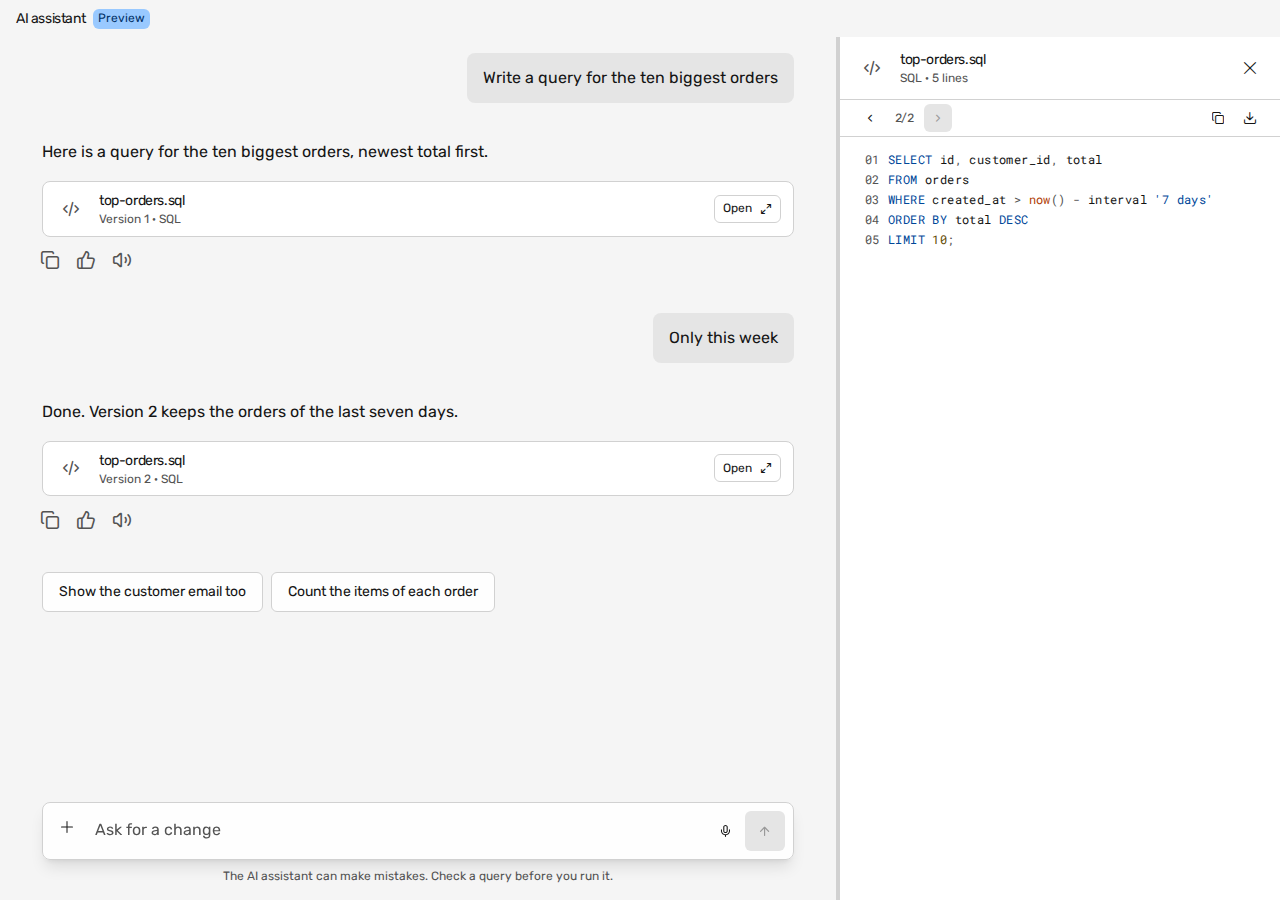 AI assistant Preview
Write a query for the ten biggest orders
Here is a query for the ten biggest orders, newest total first.
top-orders.sql
Version 1 • SQL
Open
Only this week
Done. Version 2 keeps the orders of the last seven days.
top-orders.sql
Version 2 • SQL
Open
Show the customer email too
Count the items of each order
Ask for a change
The AI assistant can make mistakes. Check a query before you run it.
top-orders.sql
SQL • 5 lines
2/2
01 SELECT id, customer_id, total
02 FROM orders
03 WHERE created_at > now() - interval '7 days'
04 ORDER BY total DESC
05 LIMIT 10;